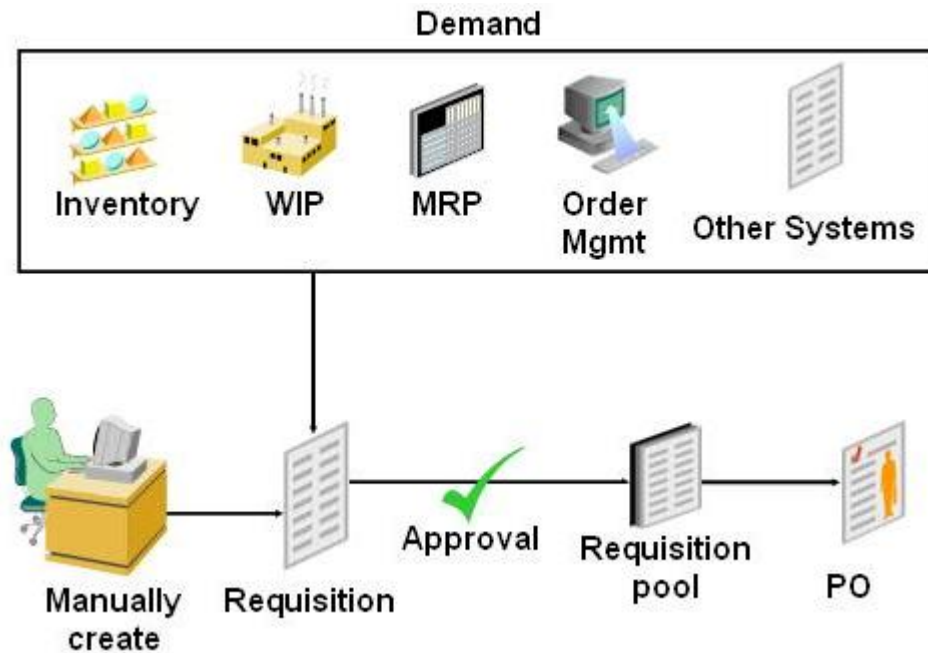 Demand
Inventory
WIP
MRP
Order
Mgmt
Other Systems
Manually
create
Requisition
Approval
Requisition
pool
PO